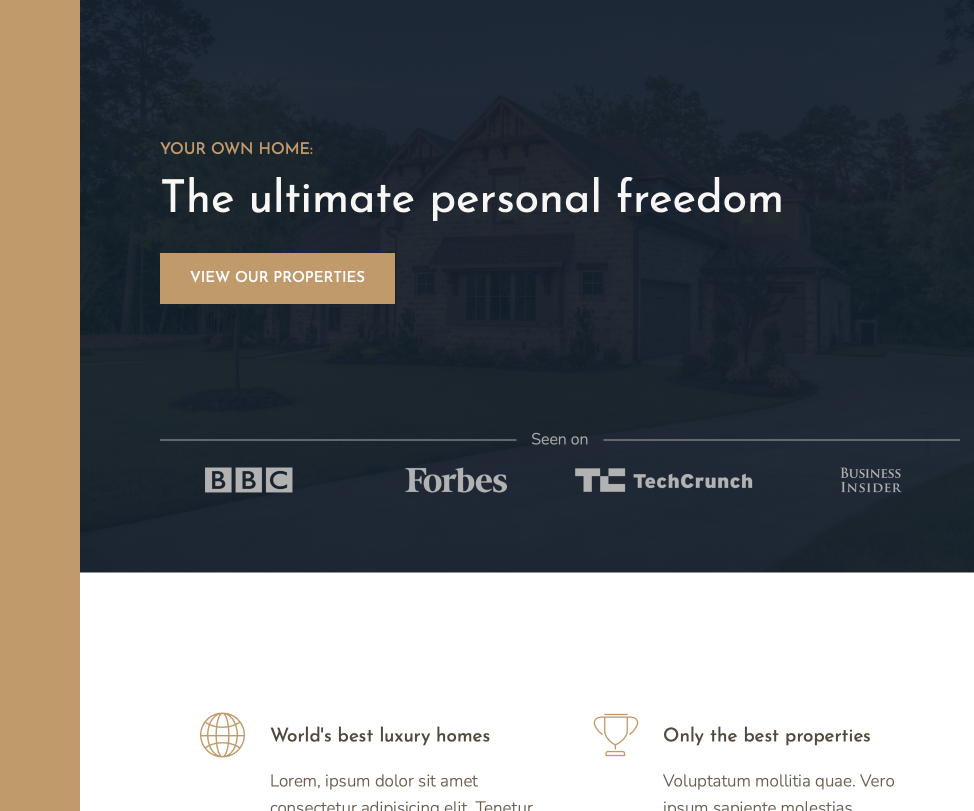 YOUR OWN HOME:
The ultimate personal freedom
VIEW OUR PROPERTIES
Seen on
BBC
Forbes
TC TechCrunch
BUSINESS
INSIDER
World's best luxury homes
Only the best properties
Lorem, ipsum dolor sit amet
consectetur adipisicing elit. Tenetur
Voluptatum mollitia quae. Vero
ipsum sapiente molestias